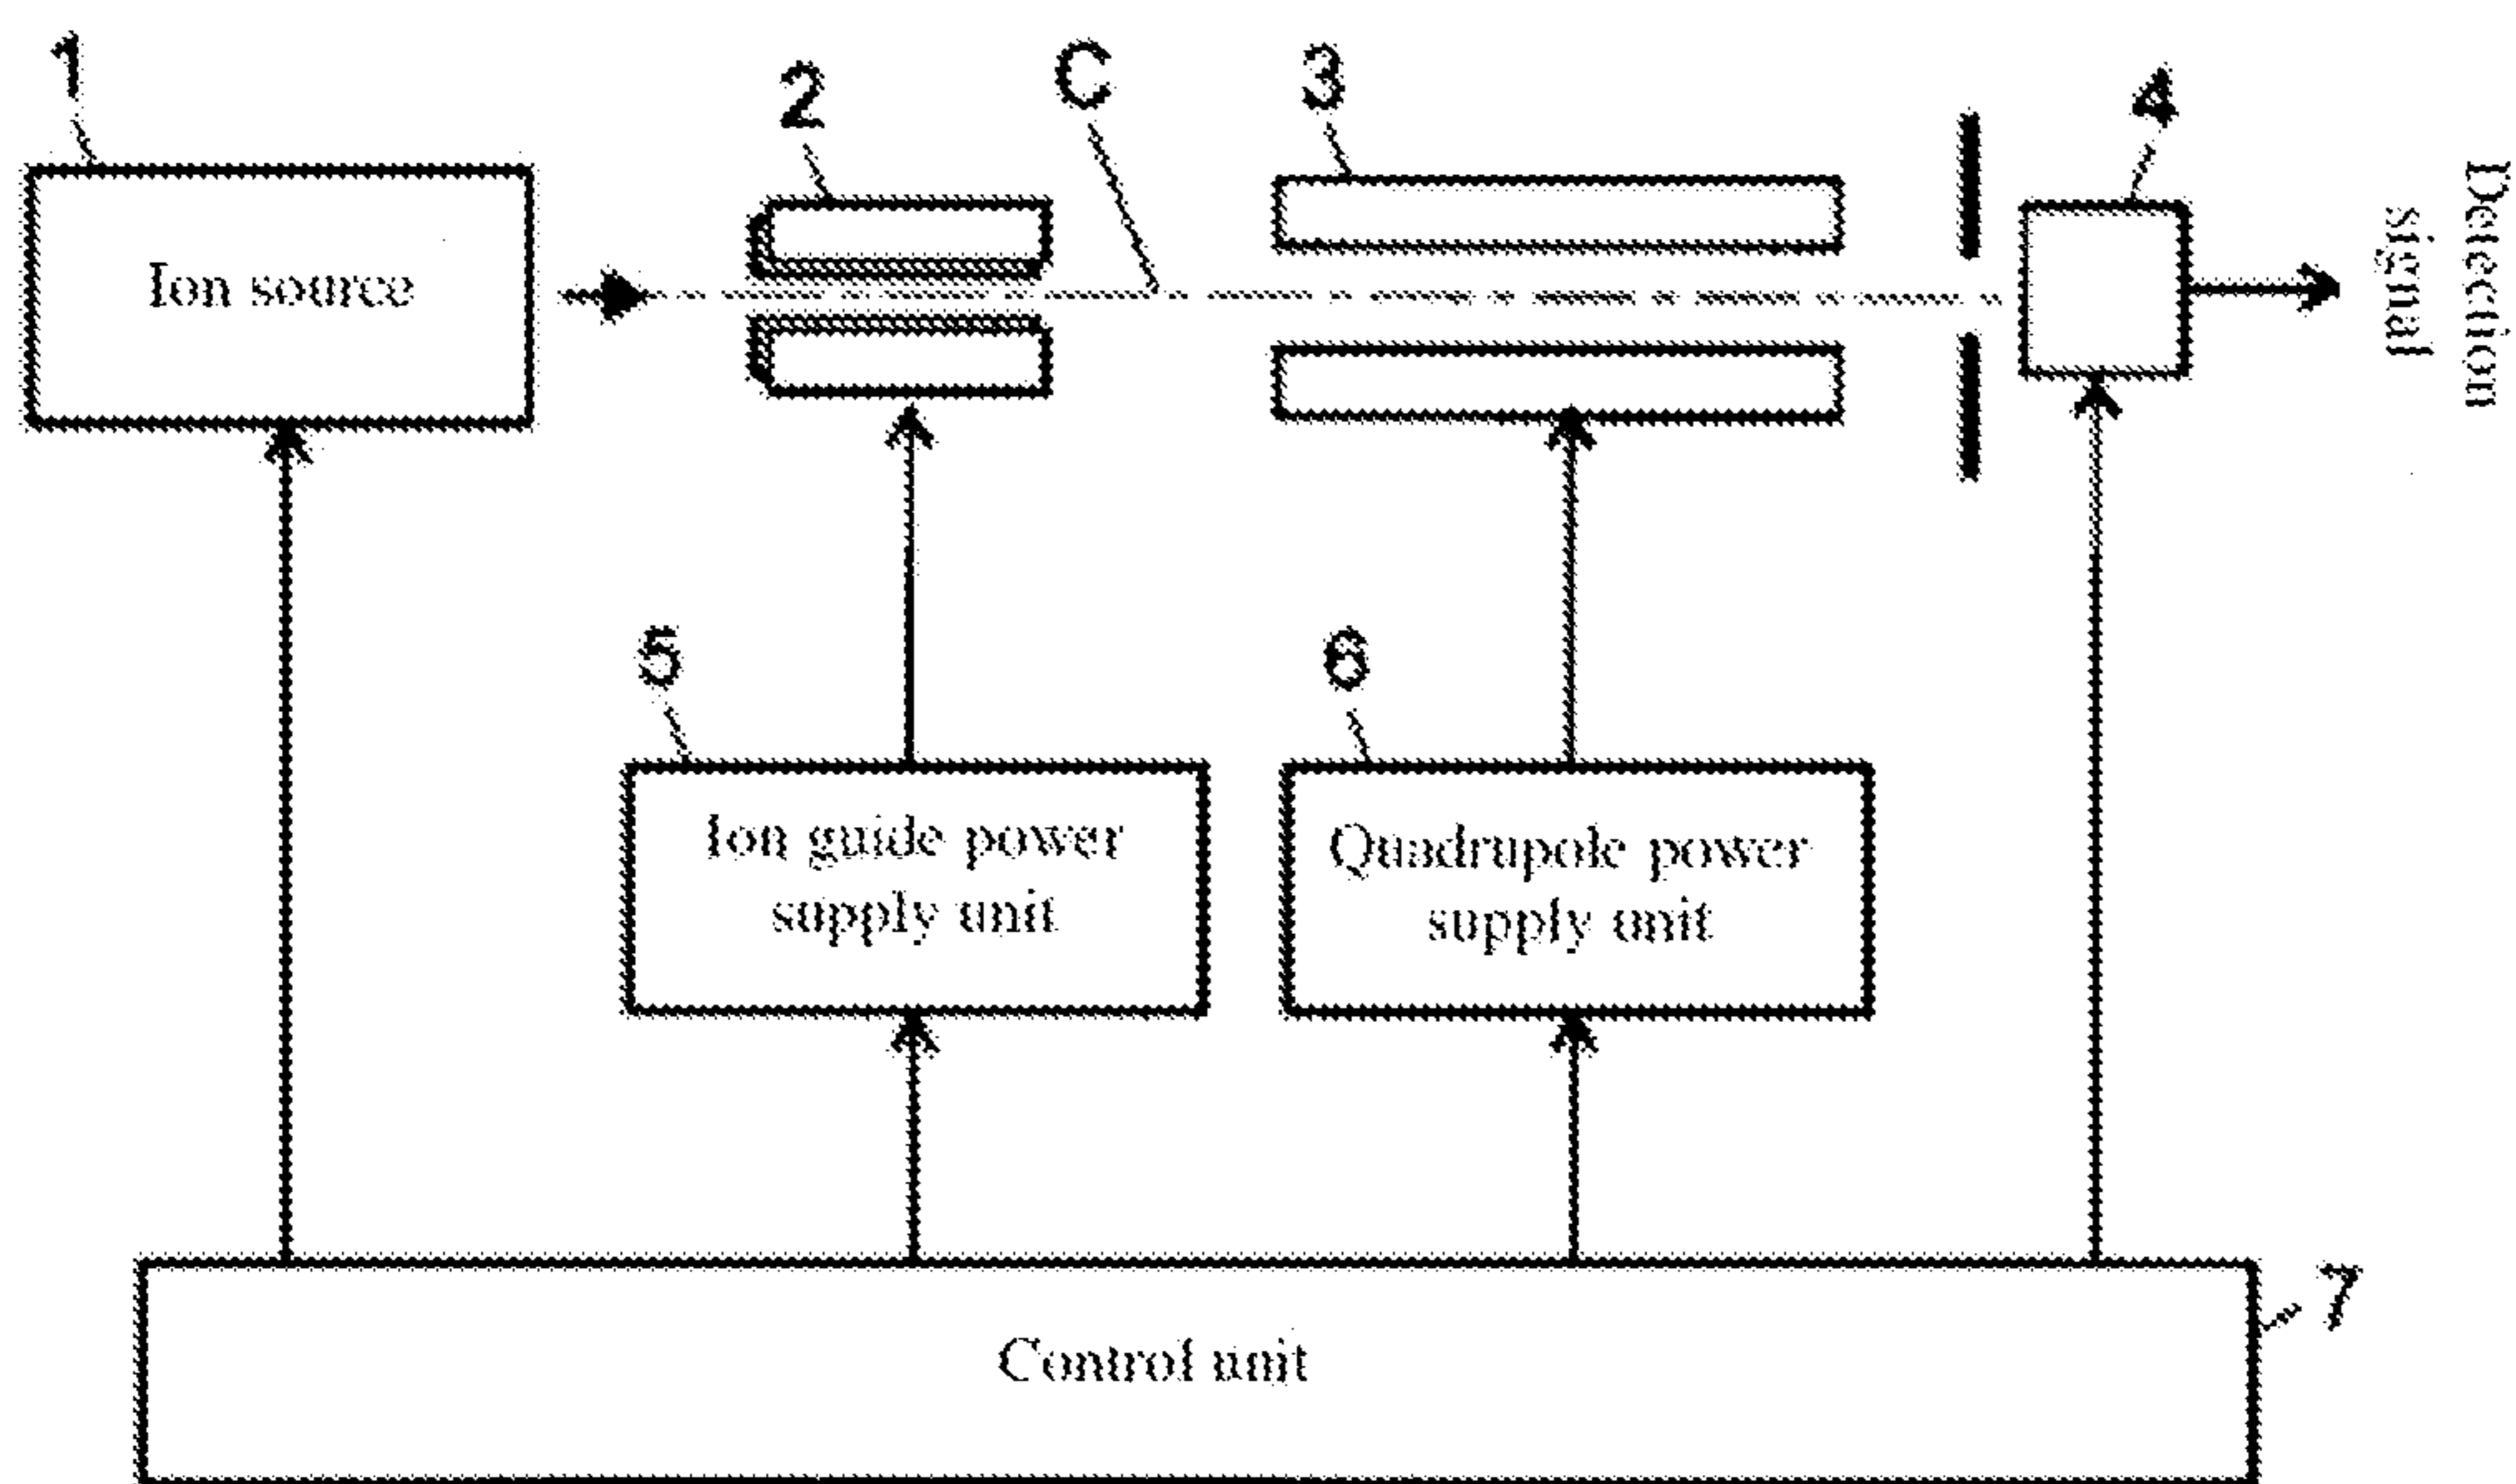 1
2
C
3
4
Ion source
Detection
signal
5
6
Ion guide power
supply unit
Quadrupole power
supply unit
7
Control unit